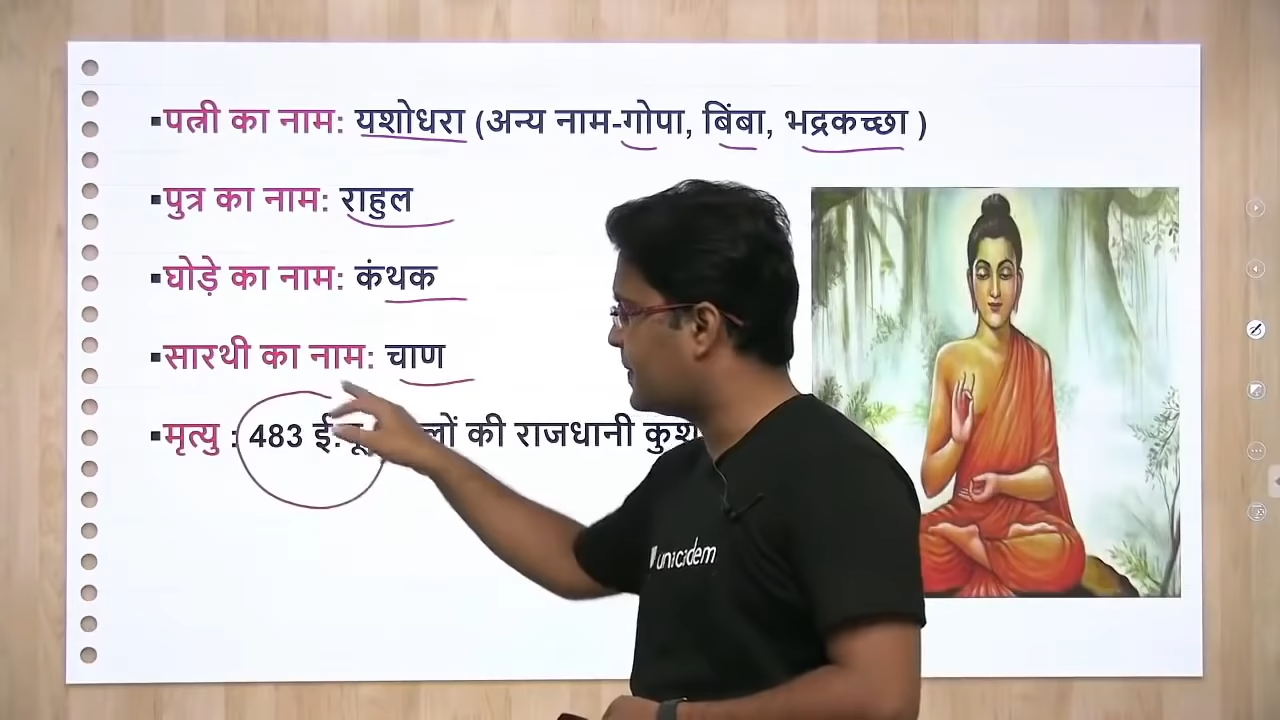 ▪पत्नी का नाम: यशोधरा (अन्य नाम-गोपा, बिंबा, भद्रकच्छा )
▪पुत्र का नाम: राहुल
▪घोड़े का नाम: कंथक
▪सारथी का नाम: चाण
▪मृत्यु : 483 ई. की राजधानी
unacadem